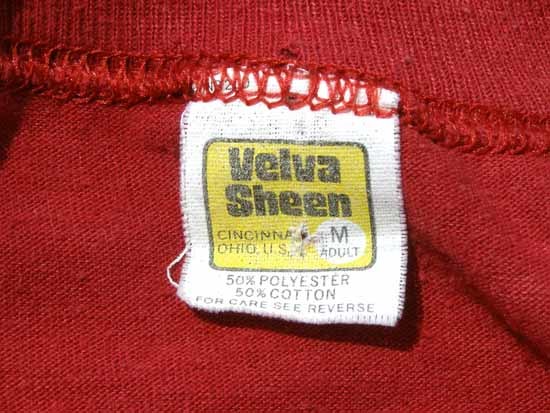 Velva
Sheen
CINCINNA
OHIO, U.S.
M
ADULT
50% POLYESTER
50% COTTON
FOR CARE SEE REVERSE